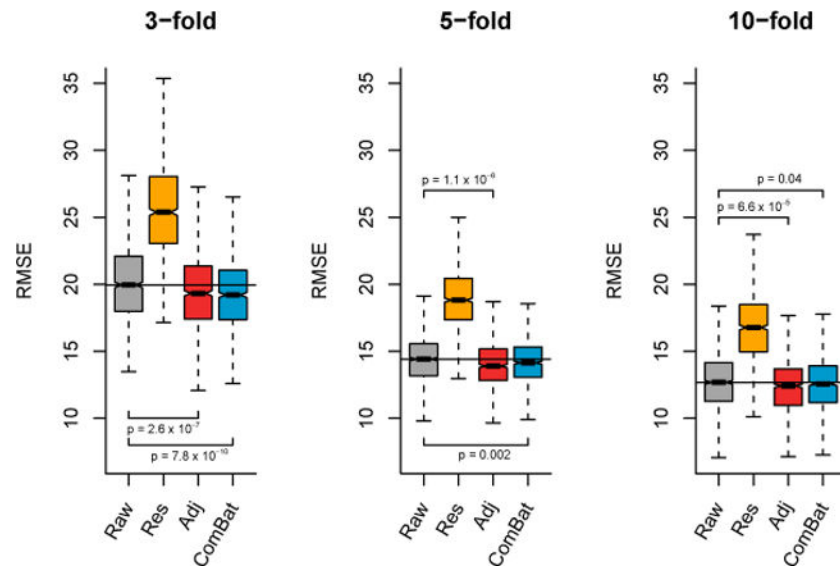 3-fold
5-fold
10-fold
RMSE
35
30
25
20
15
10
p = 2.6 x 10⁻⁷
p = 7.8 x 10⁻¹⁰
Raw
Res
Adj
ComBat
RMSE
35
30
25
20
15
10
p = 1.1 x 10⁻⁶
p = 0.002
Raw
Res
Adj
ComBat
RMSE
35
30
25
20
15
10
p = 0.04
p = 6.6 x 10⁻⁵
Raw
Res
Adj
ComBat